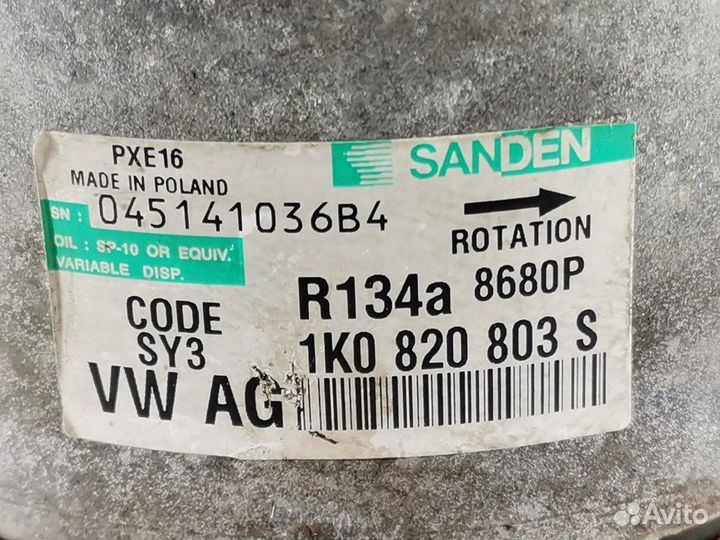 PXE16
MADE IN POLAND
SANDEN
SN : 045141036B4
ROTATION
OIL : SP-10 OR EQUIV.
VARIABLE DISP.
R134a 8680P
CODE
SY3
1K0 820 803 S
VW AG
Avito